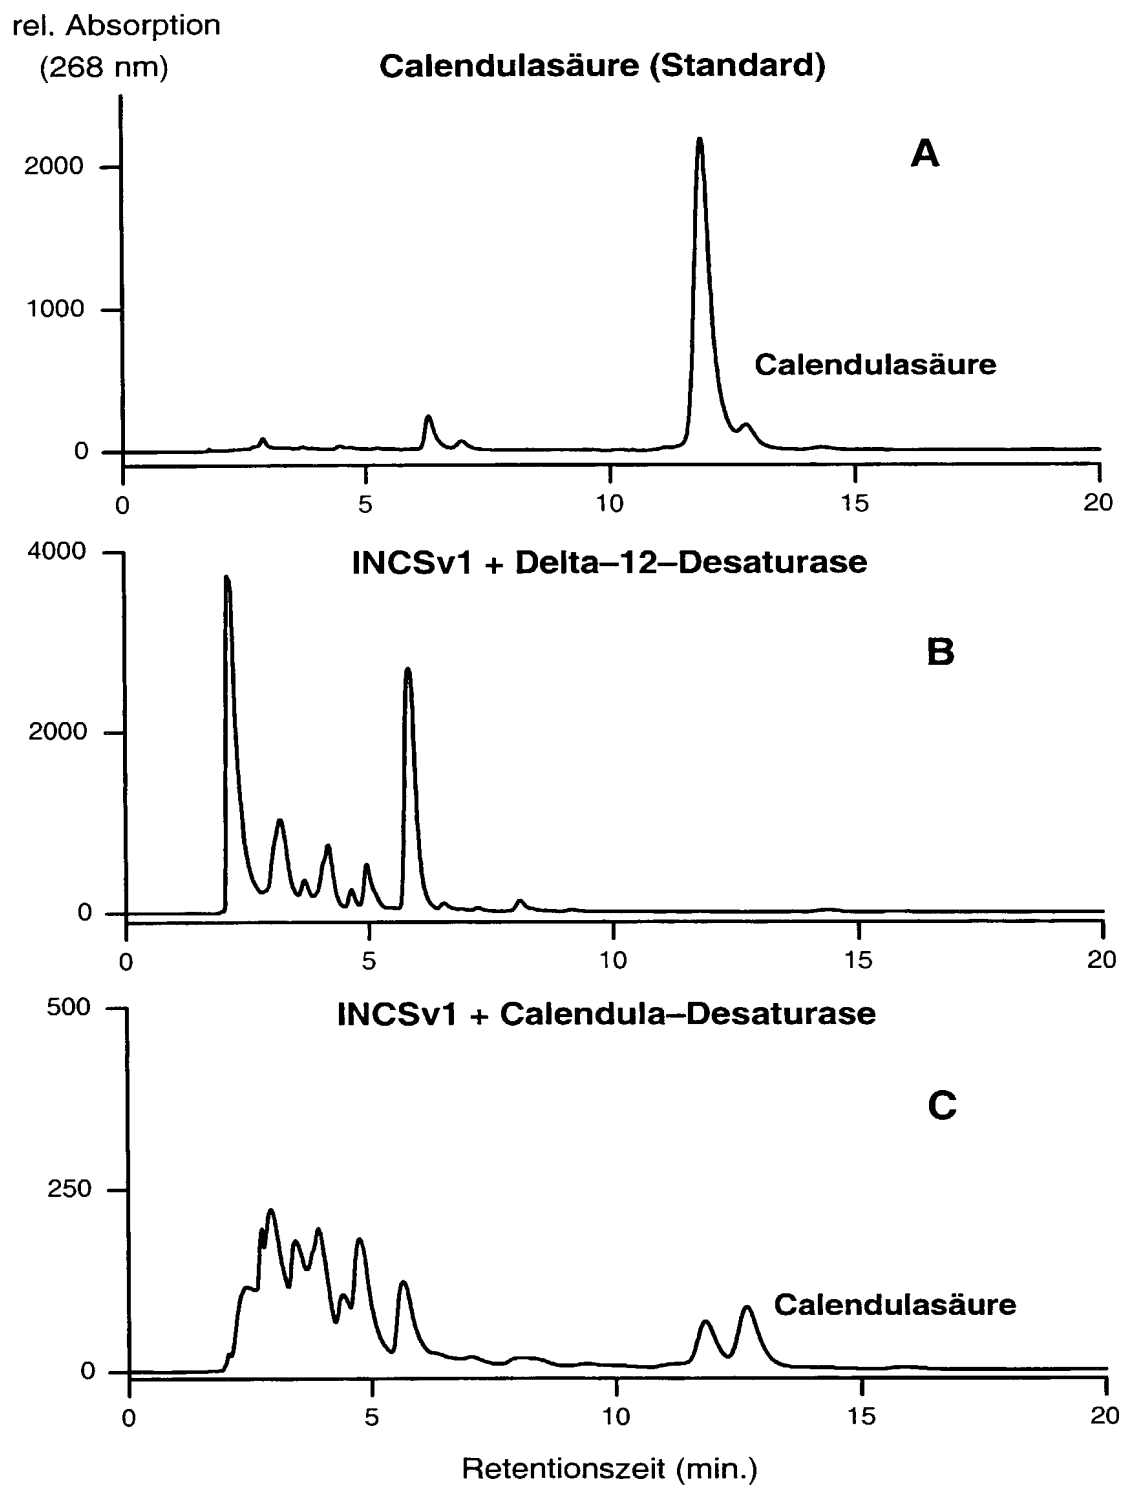 rel. Absorption
(268 nm)
Calendulasäure (Standard)
A
2000
1000
Calendulasäure
0
0 5 10 15 20
4000
INCSv1 + Delta–12–Desaturase
B
2000
0
0 5 10 15 20
500
INCSv1 + Calendula–Desaturase
C
250
Calendulasäure
0
0 5 10 15 20
Retentionszeit (min.)